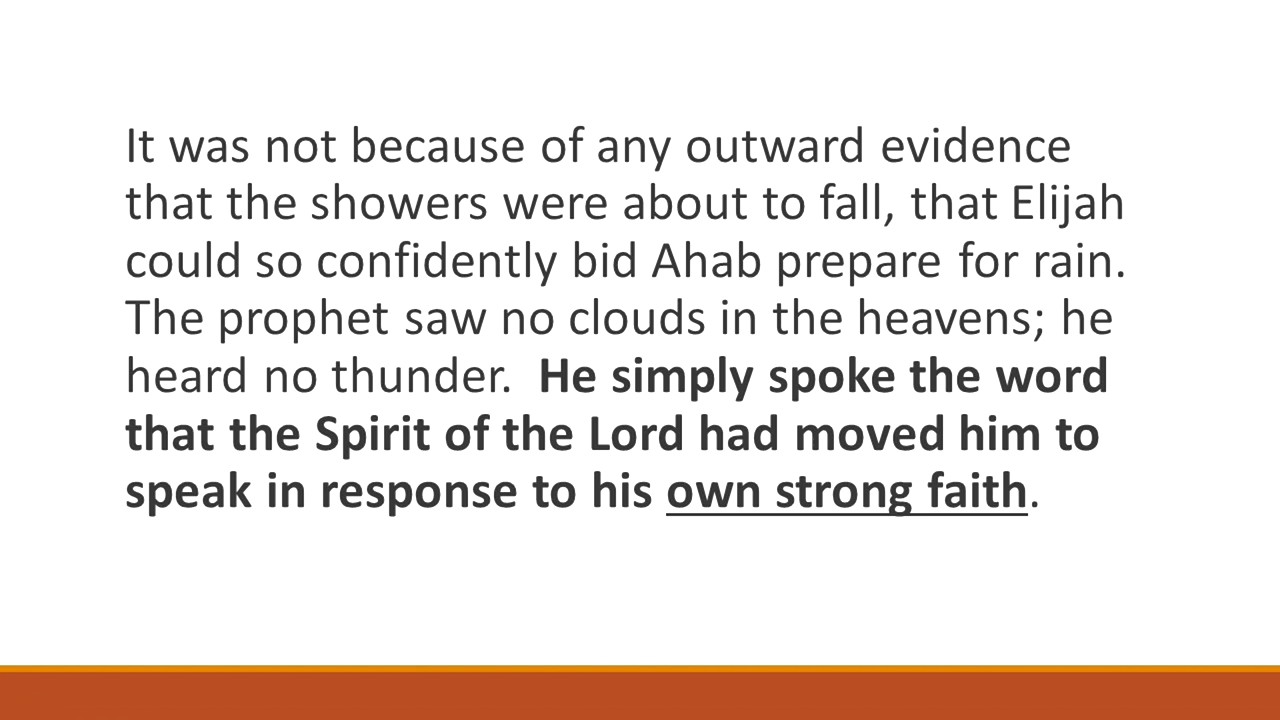 It was not because of any outward evidence
that the showers were about to fall, that Elijah
could so confidently bid Ahab prepare for rain.
The prophet saw no clouds in the heavens; he
heard no thunder.  He simply spoke the word
that the Spirit of the Lord had moved him to
speak in response to his own strong faith.